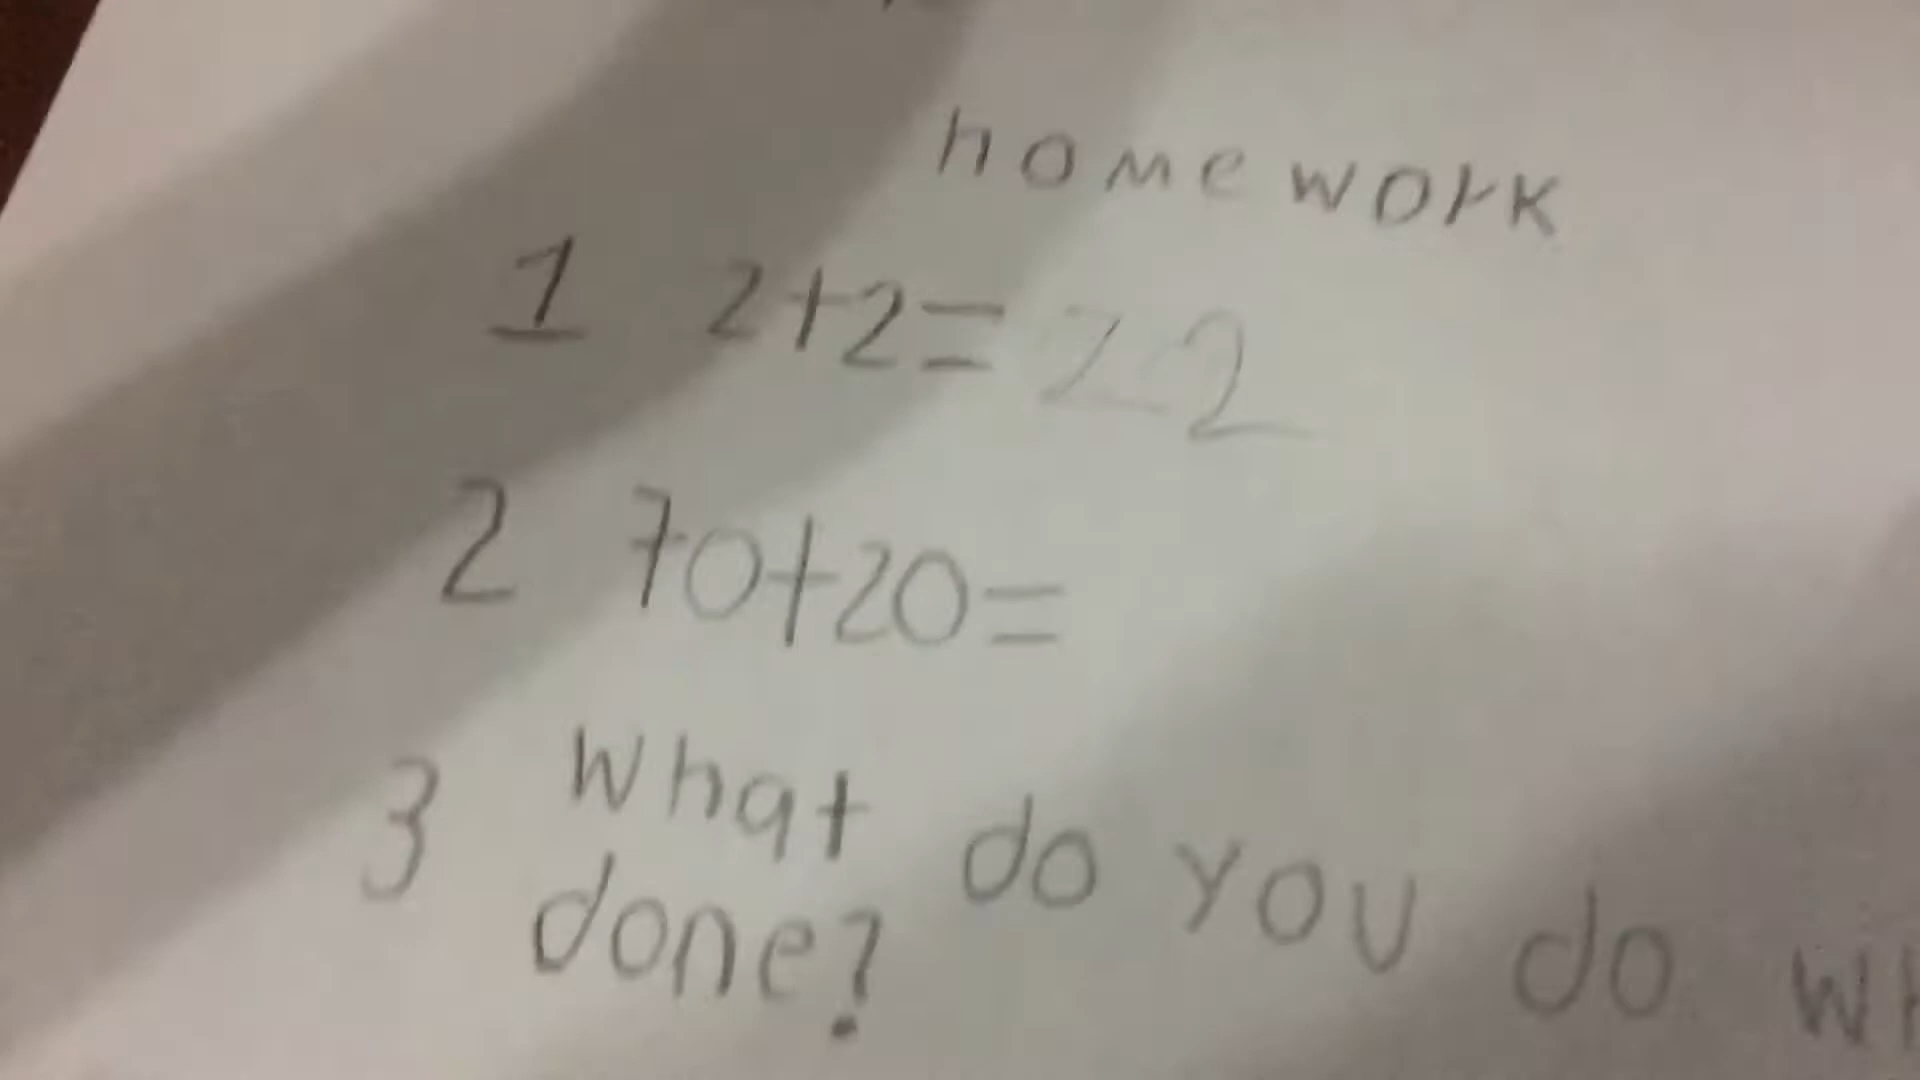 homework
1 2+2= 22
2 70+20=
3 What do you do
done?